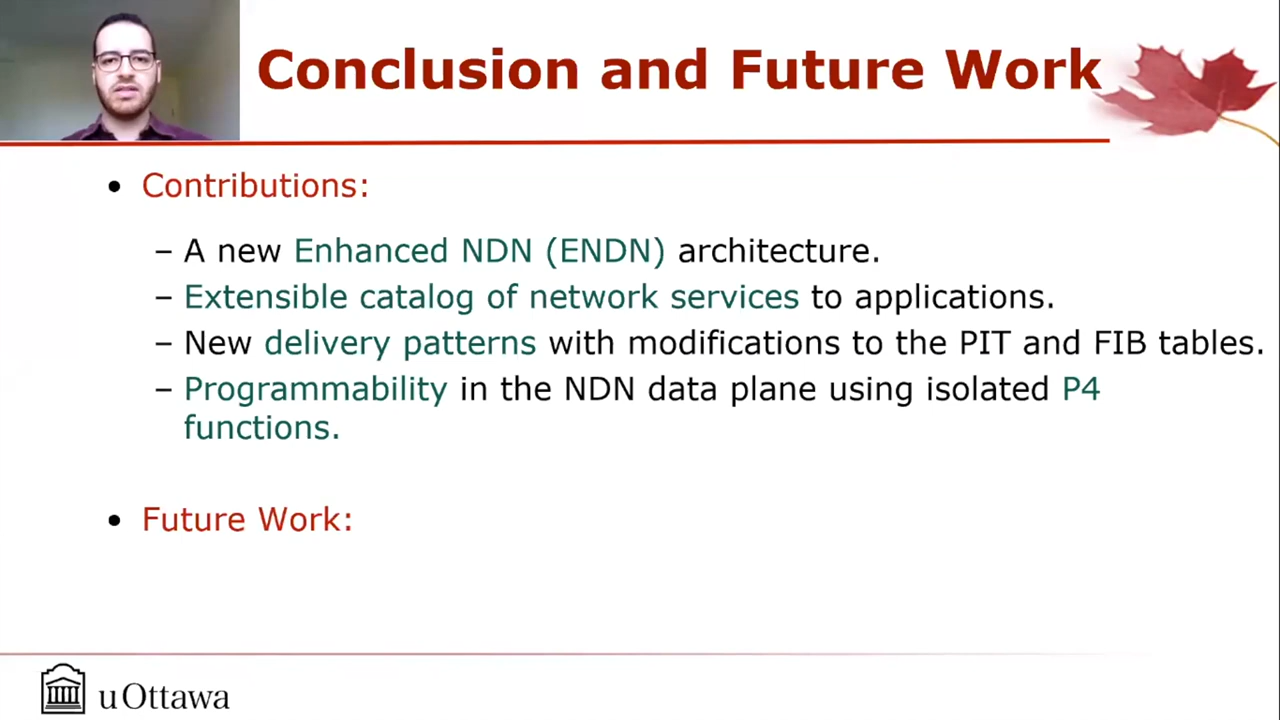 Conclusion and Future Work
• Contributions:
– A new Enhanced NDN (ENDN) architecture.
– Extensible catalog of network services to applications.
– New delivery patterns with modifications to the PIT and FIB tables.
– Programmability in the NDN data plane using isolated P4
functions.
• Future Work:
uOttawa